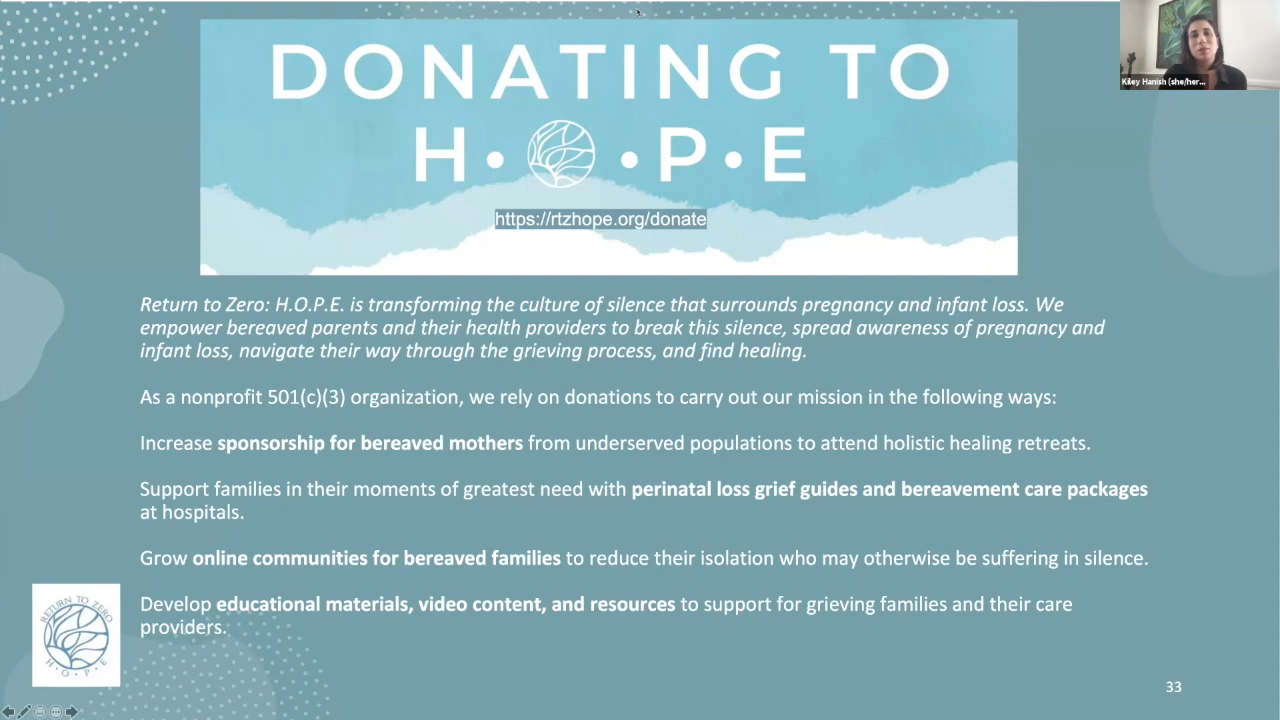 DONATING TO
H • O • P • E
https://rtzhope.org/donate
Kiley Hanish (she/her...
Return to Zero: H.O.P.E. is transforming the culture of silence that surrounds pregnancy and infant loss. We
empower bereaved parents and their health providers to break this silence, spread awareness of pregnancy and
infant loss, navigate their way through the grieving process, and find healing.
As a nonprofit 501(c)(3) organization, we rely on donations to carry out our mission in the following ways:
Increase sponsorship for bereaved mothers from underserved populations to attend holistic healing retreats.
Support families in their moments of greatest need with perinatal loss grief guides and bereavement care packages
at hospitals.
Grow online communities for bereaved families to reduce their isolation who may otherwise be suffering in silence.
Develop educational materials, video content, and resources to support for grieving families and their care
providers.
RETURN TO ZERO
H • O • P • E
33